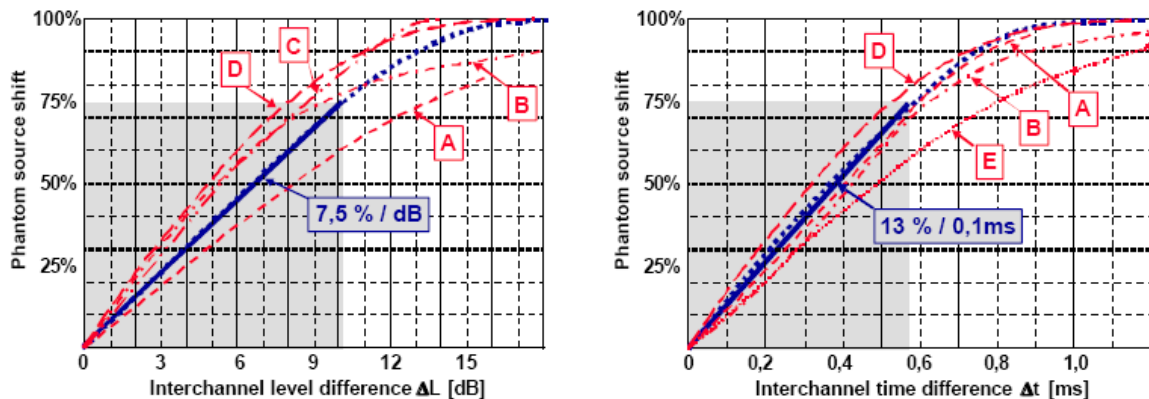 Phantom source shift
100%
75%
50%
25%
D
C
B
A
7,5 % / dB
0
3
6
9
12
15
Interchannel level difference ΔL [dB]
Phantom source shift
100%
75%
50%
25%
D
A
B
E
13 % / 0,1ms
0
0,2
0,4
0,6
0,8
1,0
Interchannel time difference Δt [ms]